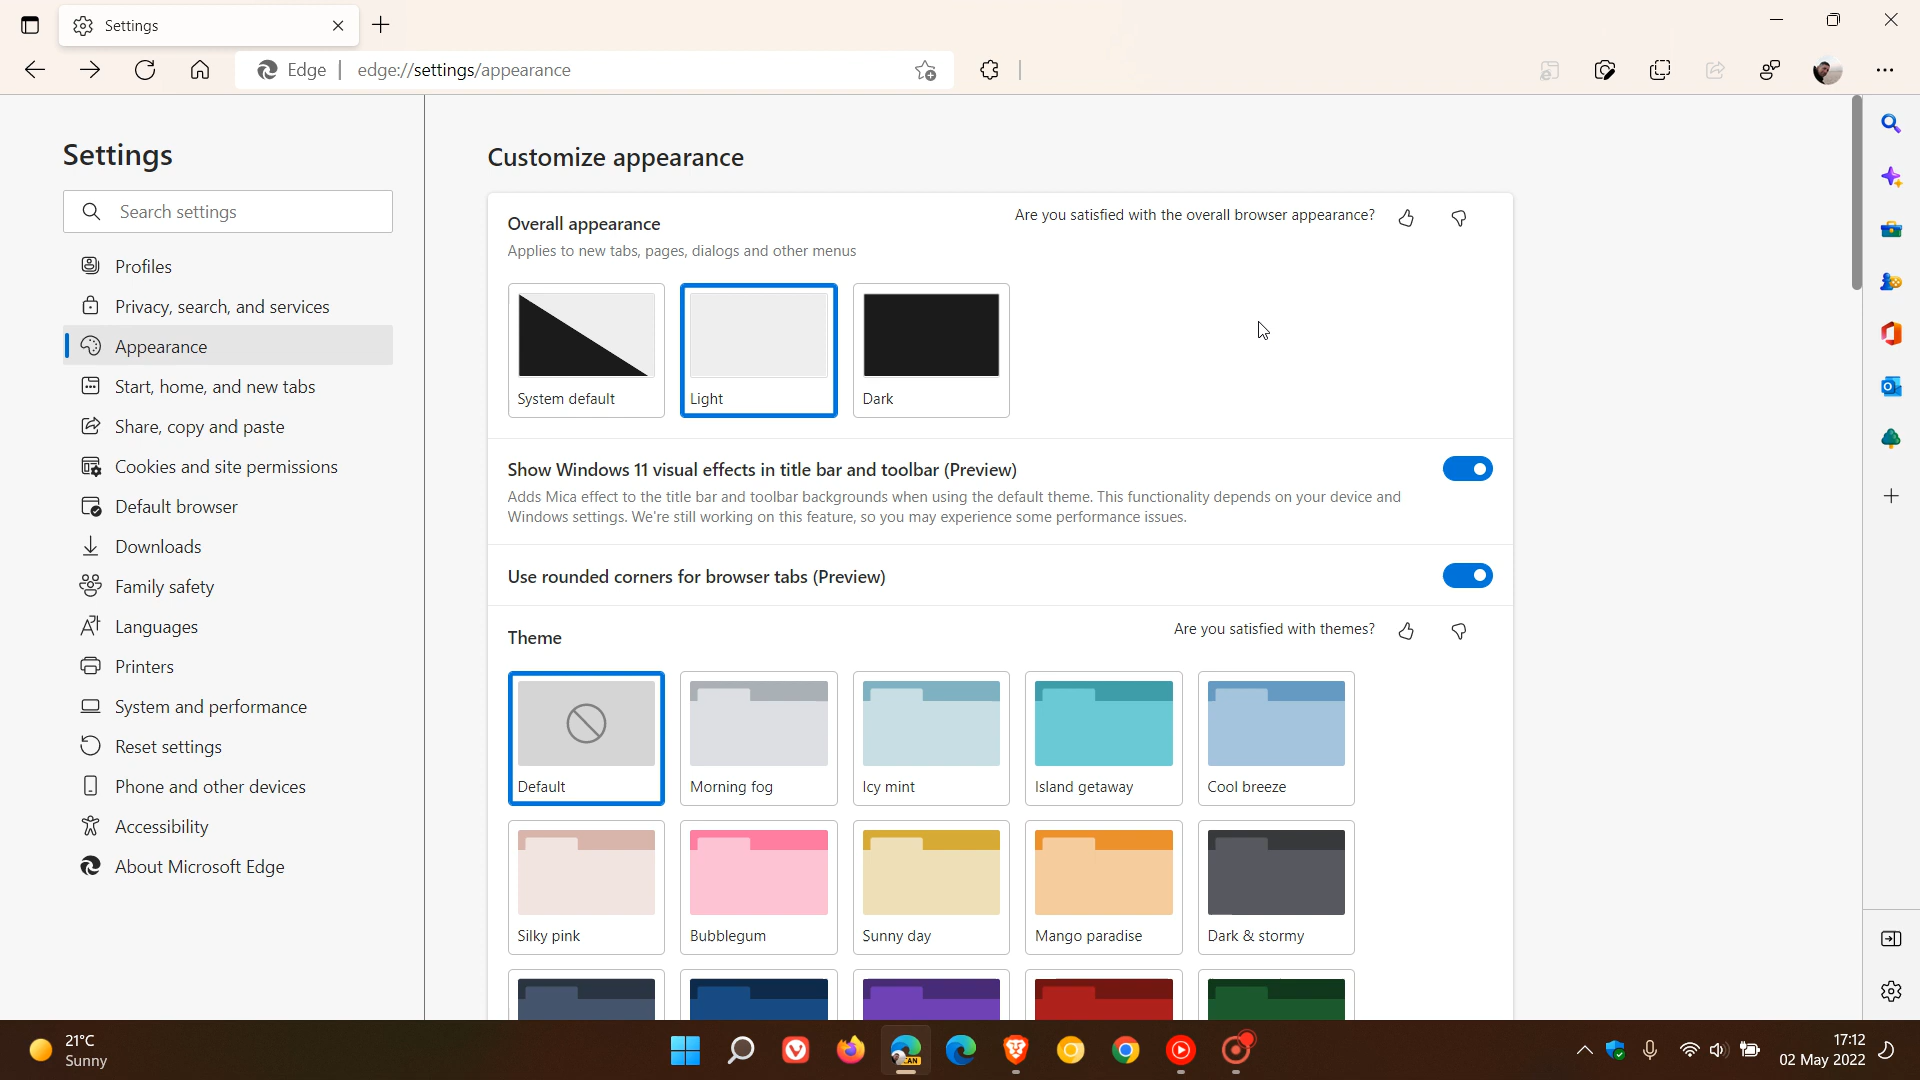 Settings
Edge
edge://settings/appearance
Settings
Search settings
Profiles
Privacy, search, and services
Appearance
Start, home, and new tabs
Share, copy and paste
Cookies and site permissions
Default browser
Downloads
Family safety
Languages
Printers
System and performance
Reset settings
Phone and other devices
Accessibility
About Microsoft Edge
Customize appearance
Overall appearance
Are you satisfied with the overall browser appearance?
Applies to new tabs, pages, dialogs and other menus
System default
Light
Dark
Show Windows 11 visual effects in title bar and toolbar (Preview)
Adds Mica effect to the title bar and toolbar backgrounds when using the default theme. This functionality depends on your device and
Windows settings. We're still working on this feature, so you may experience some performance issues.
Use rounded corners for browser tabs (Preview)
Theme
Are you satisfied with themes?
Default
Morning fog
Icy mint
Island getaway
Cool breeze
Silky pink
Bubblegum
Sunny day
Mango paradise
Dark & stormy
21°C
Sunny
CAN
17:12
02 May 2022